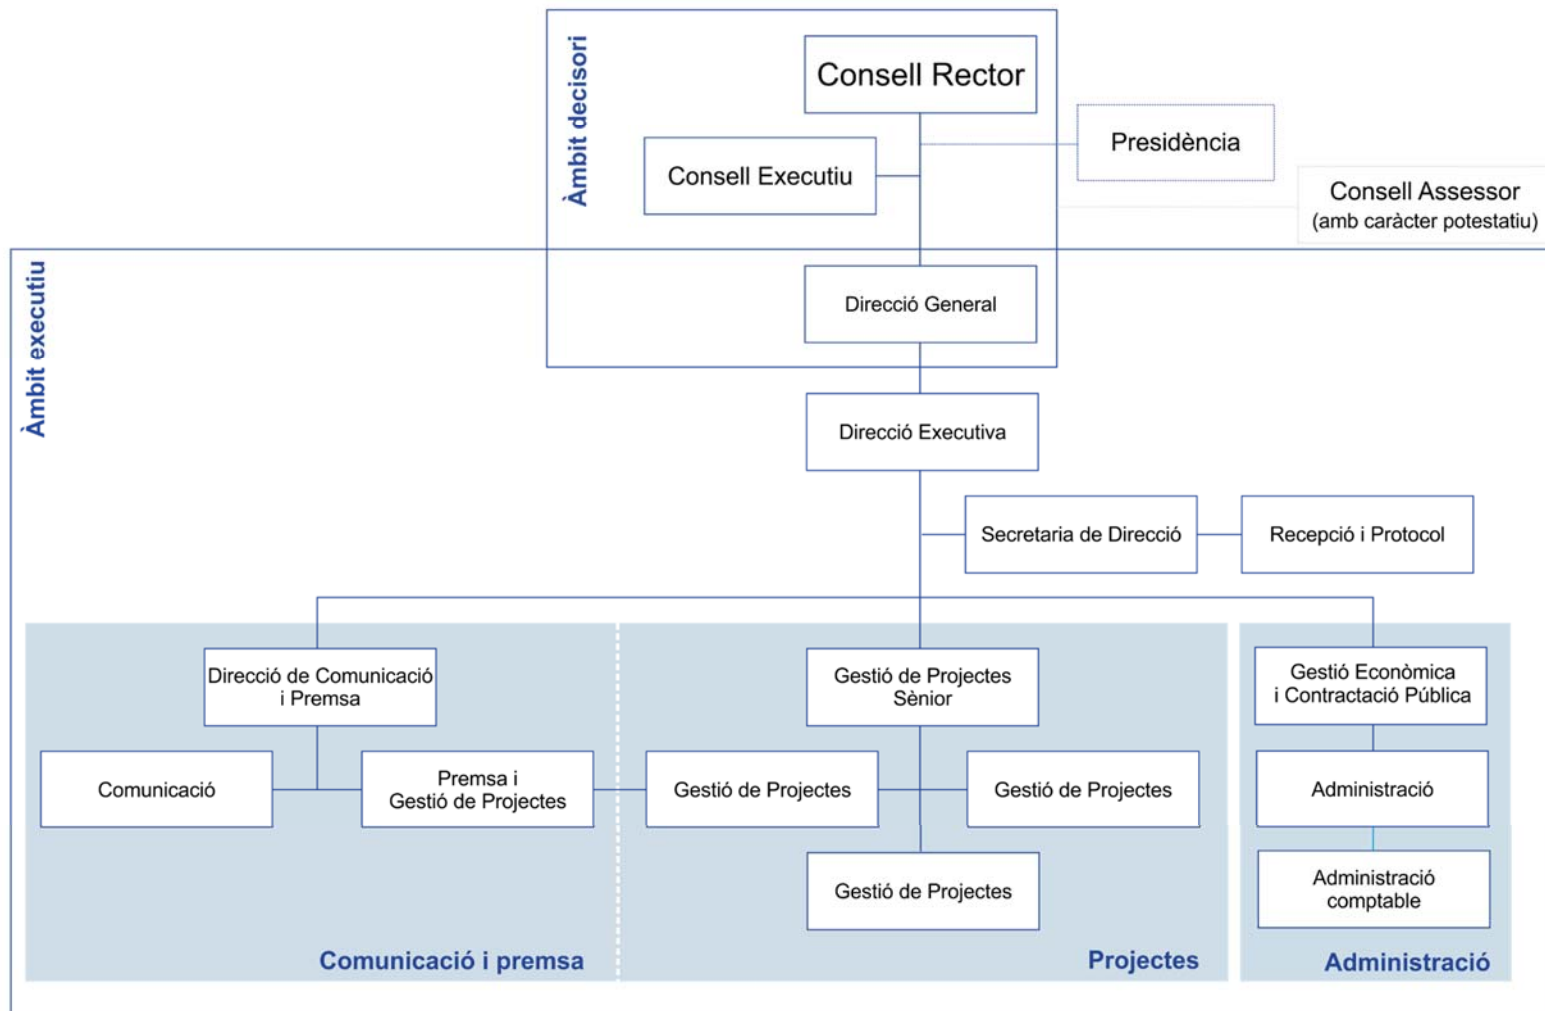 Àmbit decisori
Consell Rector
Presidència
Consell Executiu
Consell Assessor
(amb caràcter potestatiu)
Àmbit executiu
Direcció General
Direcció Executiva
Secretaria de Direcció
Recepció i Protocol
Direcció de Comunicació
i Premsa
Gestió de Projectes
Sènior
Gestió Econòmica
i Contractació Pública
Comunicació
Premsa i
Gestió de Projectes
Gestió de Projectes
Gestió de Projectes
Administració
Gestió de Projectes
Administració
comptable
Comunicació i premsa
Projectes
Administració